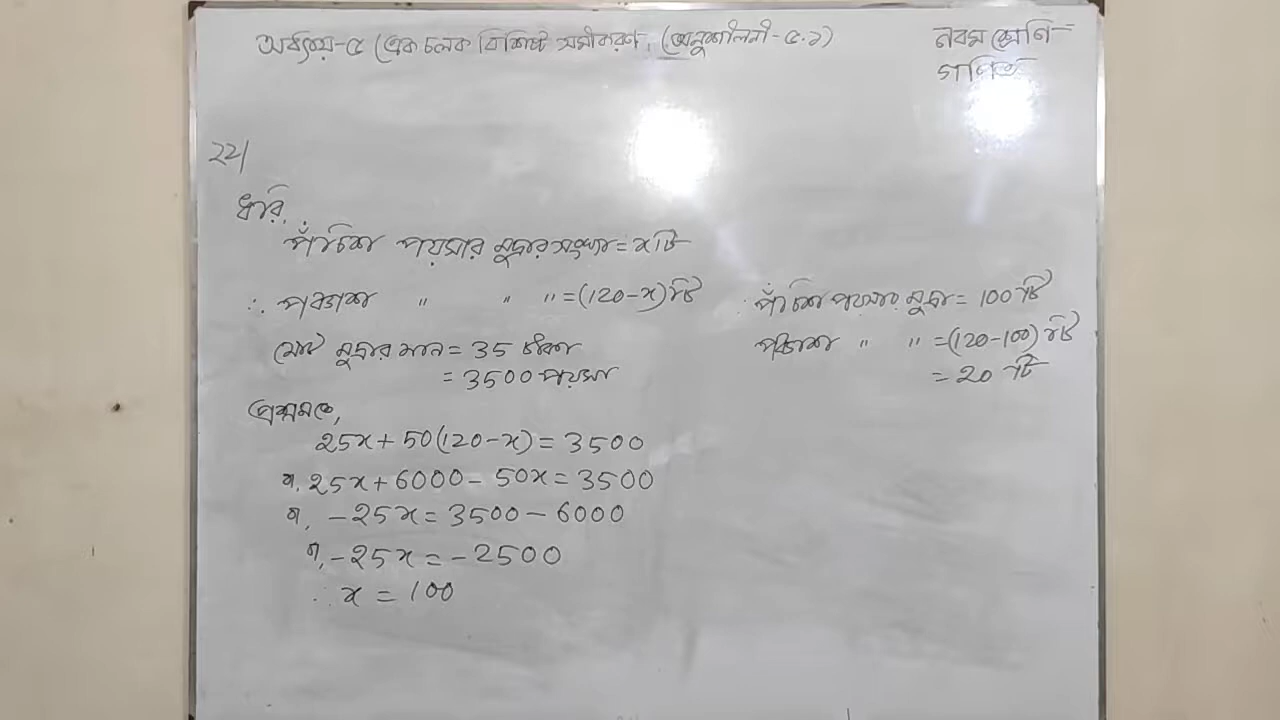 অধ্যায়-৫ (এক চলক বিশিষ্ট সমীকরণ, (অনুশীলনী-৫.১)
নবম শ্রেণি
গণিত
২২।
ধরি,
পঁচিশ পয়সার মুদ্রার সংখ্যা = x টি
∴ পঞ্চাশ " " " = (120-x) টি
মোট মুদ্রার মান = 35 টাকা
= 3500 পয়সা
প্রশ্নমতে,
25x + 50(120-x) = 3500
বা, 25x + 6000 - 50x = 3500
বা, -25x = 3500 - 6000
বা, -25x = -2500
∴ x = 100
∴ পঁচিশ পয়সার মুদ্রা = 100 টি
পঞ্চাশ " " = (120-100) টি
= 20 টি